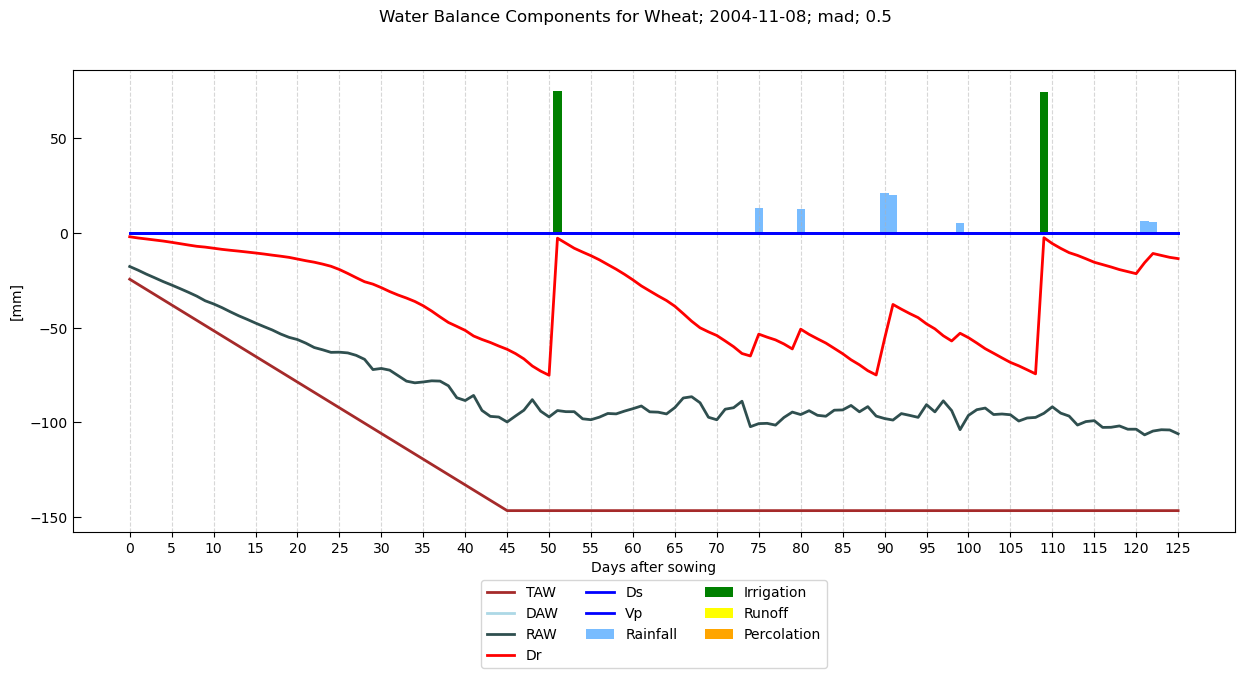 Water Balance Components for Wheat; 2004-11-08; mad; 0.5
50
0
−50
−100
−150
[mm]
0 5 10 15 20 25 30 35 40 45 50 55 60 65 70 75 80 85 90 95 100 105 110 115 120 125
Days after sowing
TAW Ds Irrigation
DAW Vp Runoff
RAW Rainfall Percolation
Dr